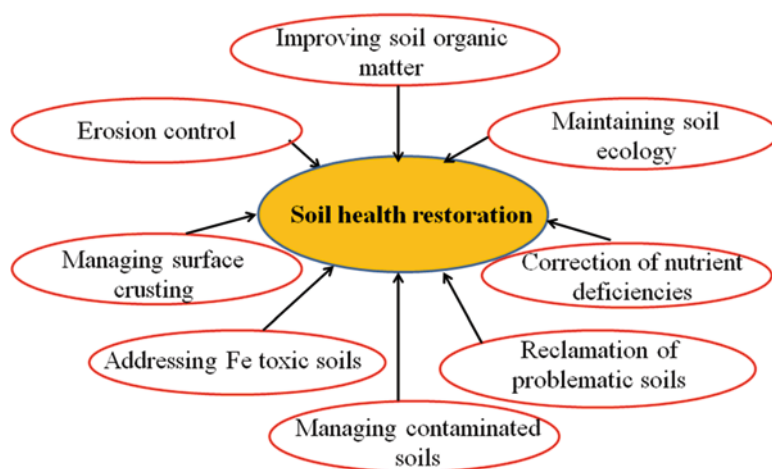 Improving soil organic
matter
Erosion control
Maintaining soil
ecology
Soil health restoration
Managing surface
crusting
Correction of nutrient
deficiencies
Addressing Fe toxic soils
Reclamation of
problematic soils
Managing contaminated
soils